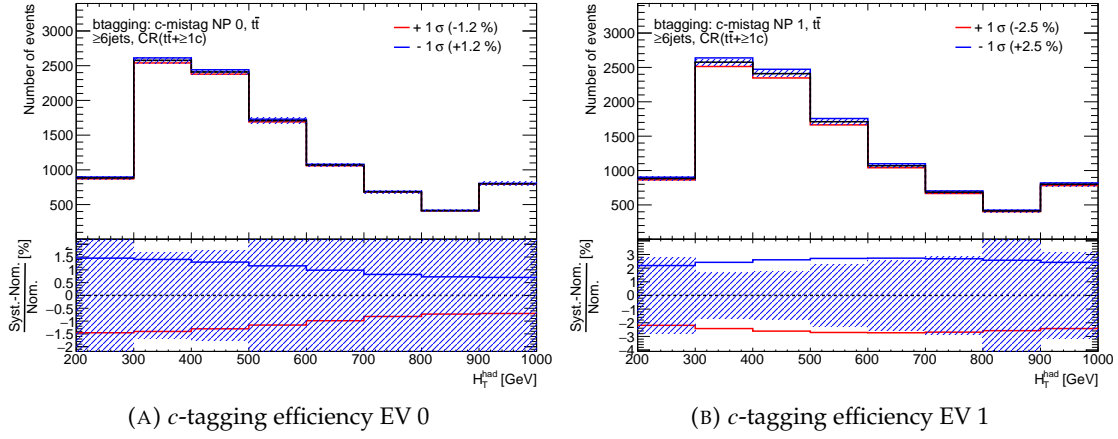 btagging: c-mistag NP 0, tt̄
≥6jets, CR(tt̄+≥1c)
+ 1 σ (-1.2 %)
- 1 σ (+1.2 %)
Number of events
3000
2500
2000
1500
1000
500
Syst.-Nom.
Nom.
[%]
1.5
1
0.5
0
−0.5
−1
−1.5
−2
200 300 400 500 600 700 800 900 1000
H_T^had [GeV]
(A) c-tagging efficiency EV 0
btagging: c-mistag NP 1, tt̄
≥6jets, CR(tt̄+≥1c)
+ 1 σ (-2.5 %)
- 1 σ (+2.5 %)
Number of events
3000
2500
2000
1500
1000
500
Syst.-Nom.
Nom.
[%]
3
2
1
0
−1
−2
−3
−4
200 300 400 500 600 700 800 900 1000
H_T^had [GeV]
(B) c-tagging efficiency EV 1